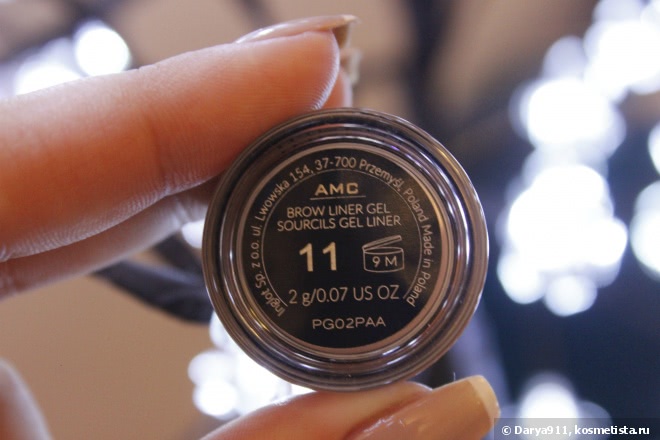 Inglot Sp. z o.o. ul. Lwowska 154, 37-700 Przemyśl, Poland Made in Poland
AMC
BROW LINER GEL
SOURCILS GEL LINER
11
9 M
2 g/0.07 US OZ
PG02PAA
© Darya911, kosmetista.ru